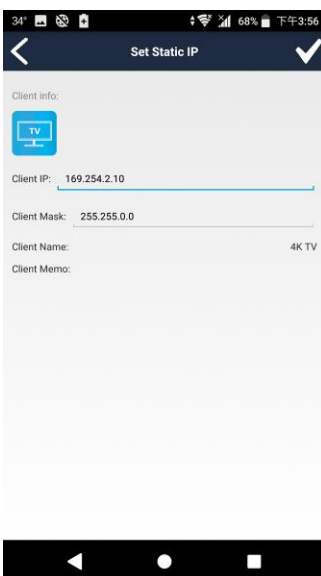 34° 68% 下午3:56
Set Static IP
Client info:
TV
Client IP: 169.254.2.10
Client Mask: 255.255.0.0
Client Name: 4K TV
Client Memo: